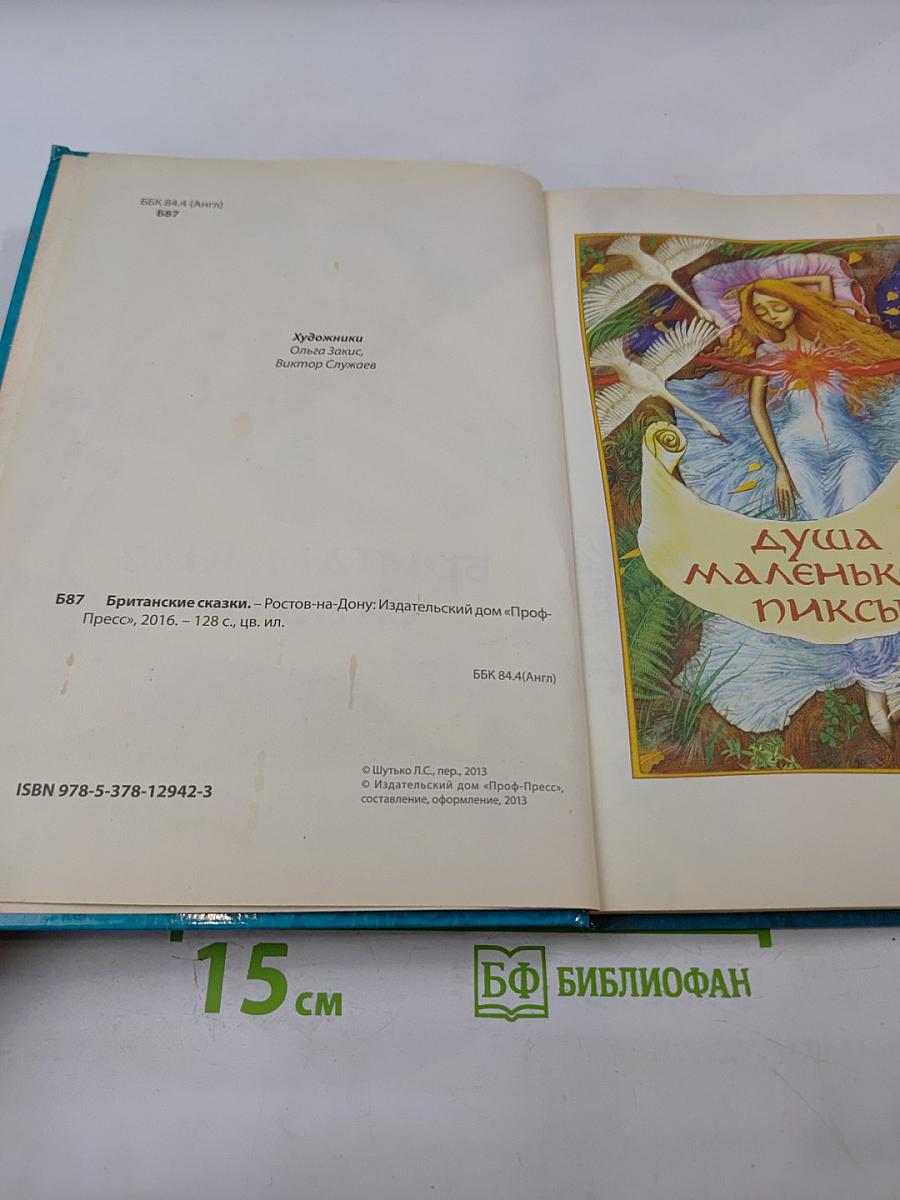 ББК 84.4 (Англ)
Б87
Художники
Ольга Закис,
Виктор Служаев
Б87 Британские сказки. – Ростов-на-Дону: Издательский дом «Проф-
Пресс», 2016. – 128 с., цв. ил.
ББК 84.4(Англ)
ISBN 978-5-378-12942-3
© Шутько Л.С., пер., 2013
© Издательский дом «Проф-Пресс»,
составление, оформление, 2013
душа
маленько
пиксы
15 см
БФ БИБЛИОФАН